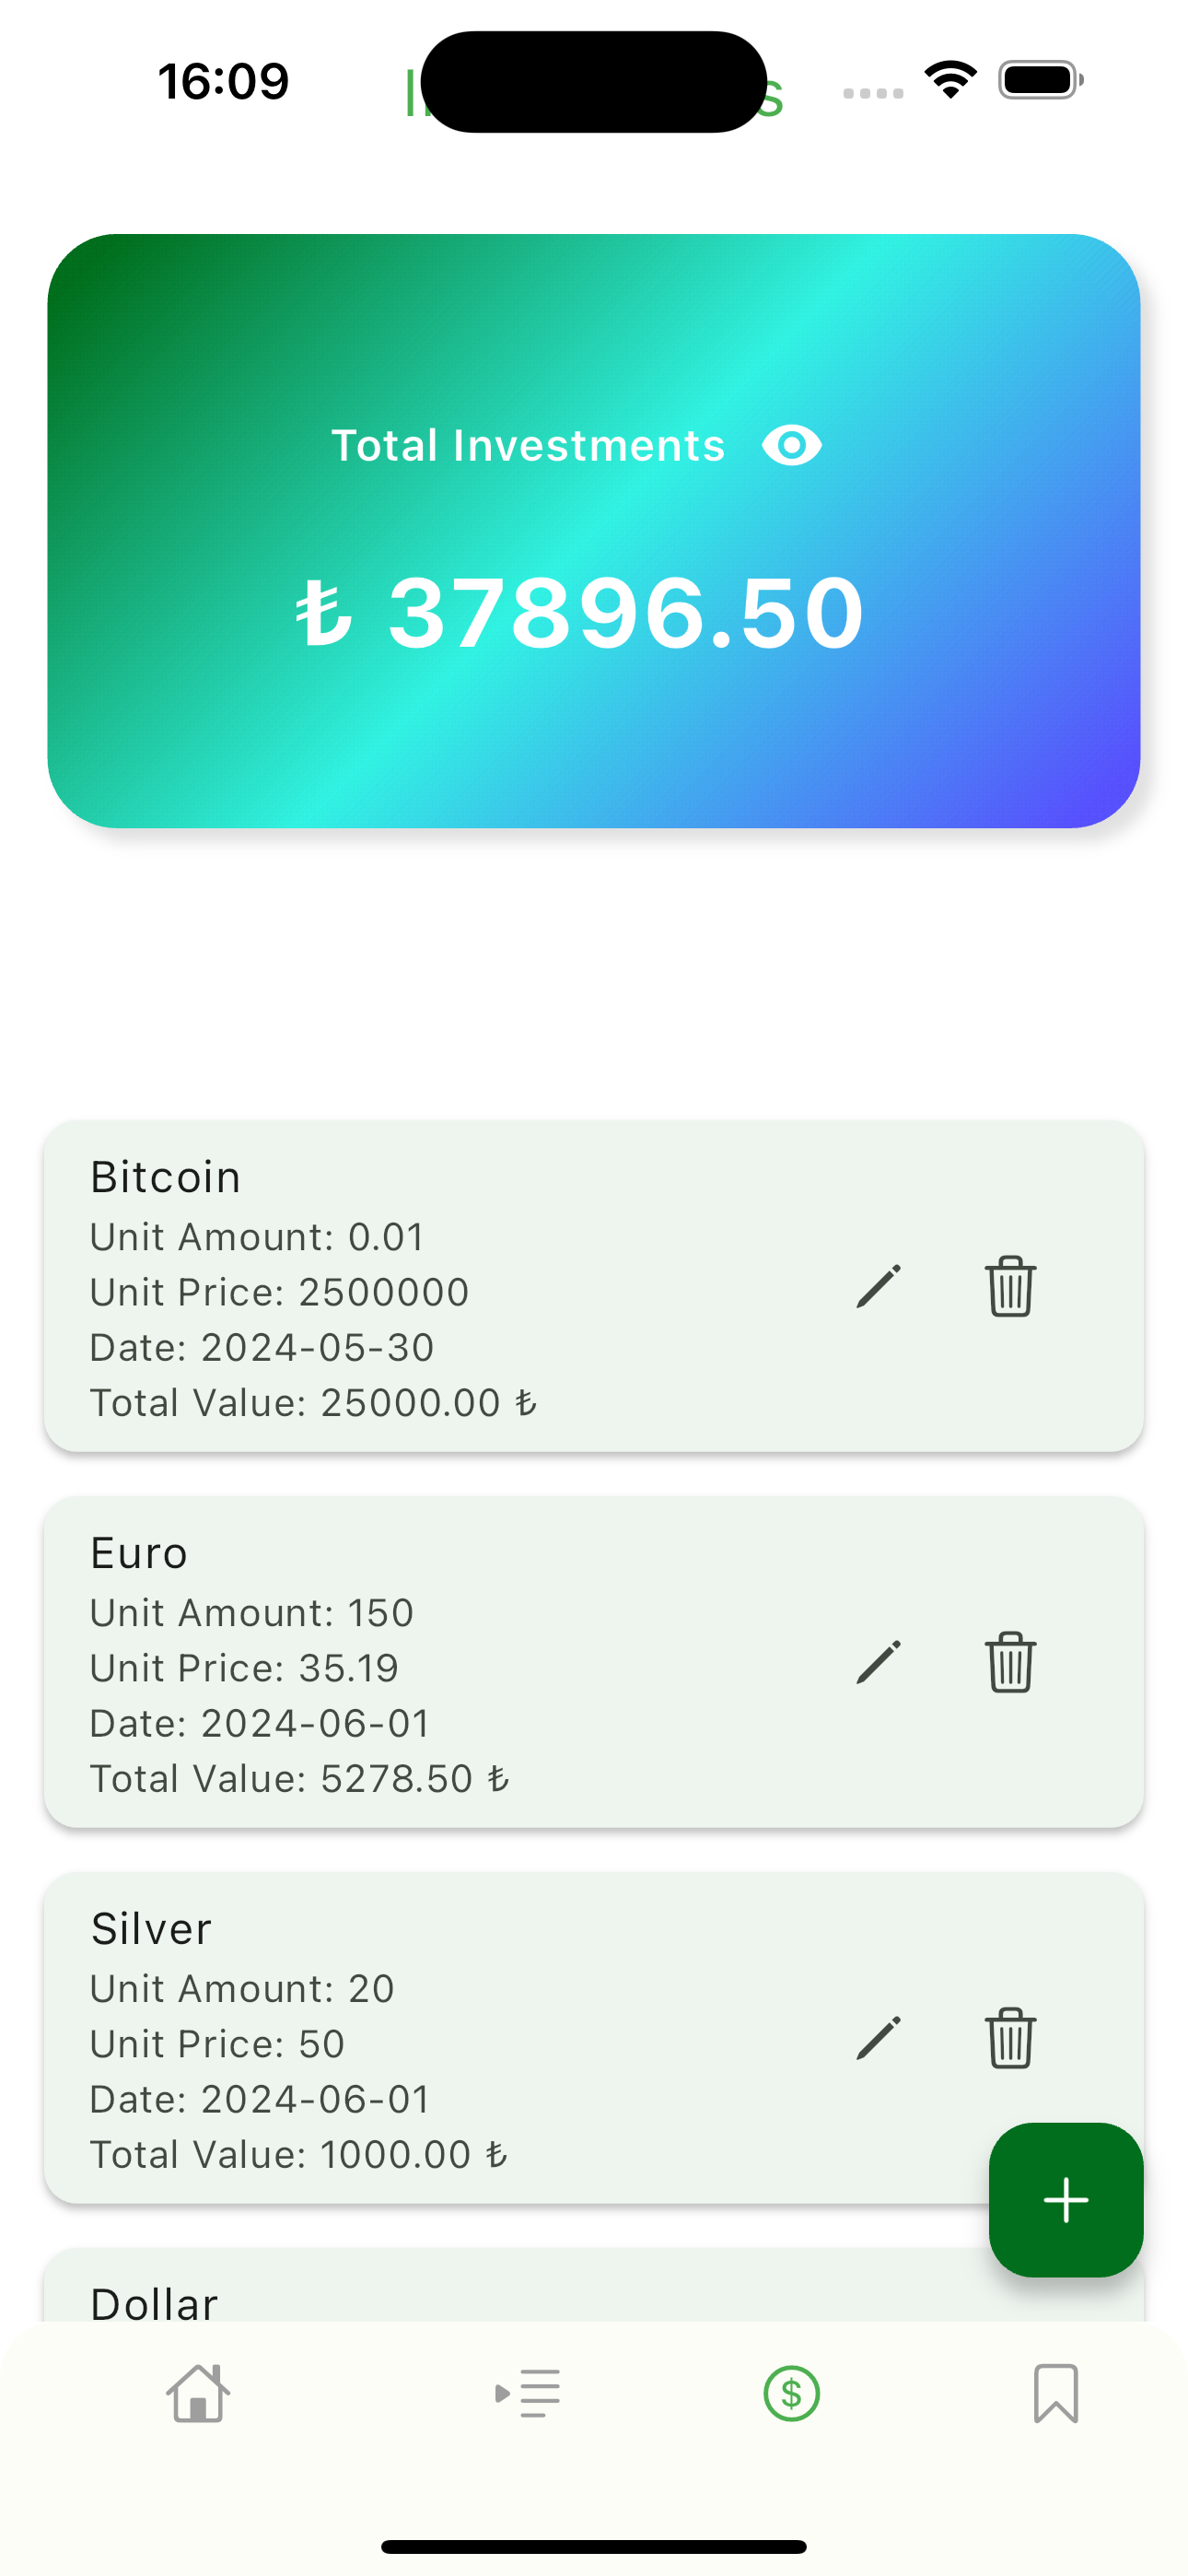 16:09
Total Investments
₺ 37896.50
Bitcoin
Unit Amount: 0.01
Unit Price: 2500000
Date: 2024-05-30
Total Value: 25000.00 ₺
Euro
Unit Amount: 150
Unit Price: 35.19
Date: 2024-06-01
Total Value: 5278.50 ₺
Silver
Unit Amount: 20
Unit Price: 50
Date: 2024-06-01
Total Value: 1000.00 ₺
Dollar
$